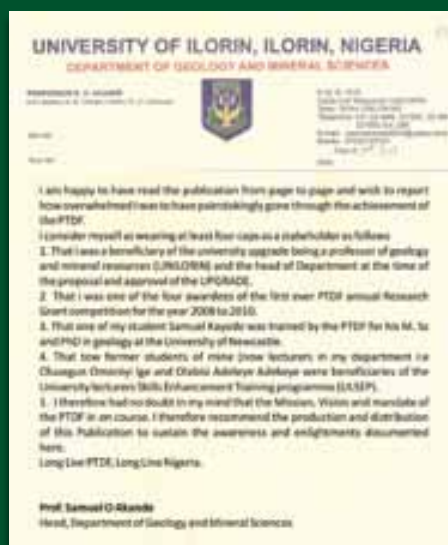 UNIVERSITY OF ILORIN, ILORIN, NIGERIA
DEPARTMENT OF GEOLOGY AND MINERAL SCIENCES
I am happy to have read the publication from page to page and wish to report
how overwhelmed I was to have painstakingly gone through the achievement of
the PTDF.
I consider myself as wearing at least four caps as a stakeholder as follows
1. That I was a beneficiary of the university upgrade being a professor of geology
and mineral resources (UNILORIN) and the head of Department at the time of
the proposal and approval of the UPGRADE.
2 That I was one of the four awardees of the first ever PTDF annual Research
Grant competition for the year 2008 to 2010.
3. That one of my student Samuel Kayode was trained by the PTDF for his M. Sc
and PhD in geology at the University of Newcastle.
4. That tow former students of mine (now lecturers in my department i.e
Olusegun Omoniyi Ige and Olabisi Adeleye Adekeye were beneficiaries of the
University lecturers Skills Enhancement Training programme (ULSEP).
5. I therefore had no doubt in my mind that the Mission, Vision and mandate of
the PTDF in on course. I therefore recommend the production and distribution
of this Publication to sustain the awareness and enlightments documented
here.
Long Live PTDF, Long Live Nigeria.
Prof. Samuel O Akande
Head, Department of Geology and Mineral Sciences